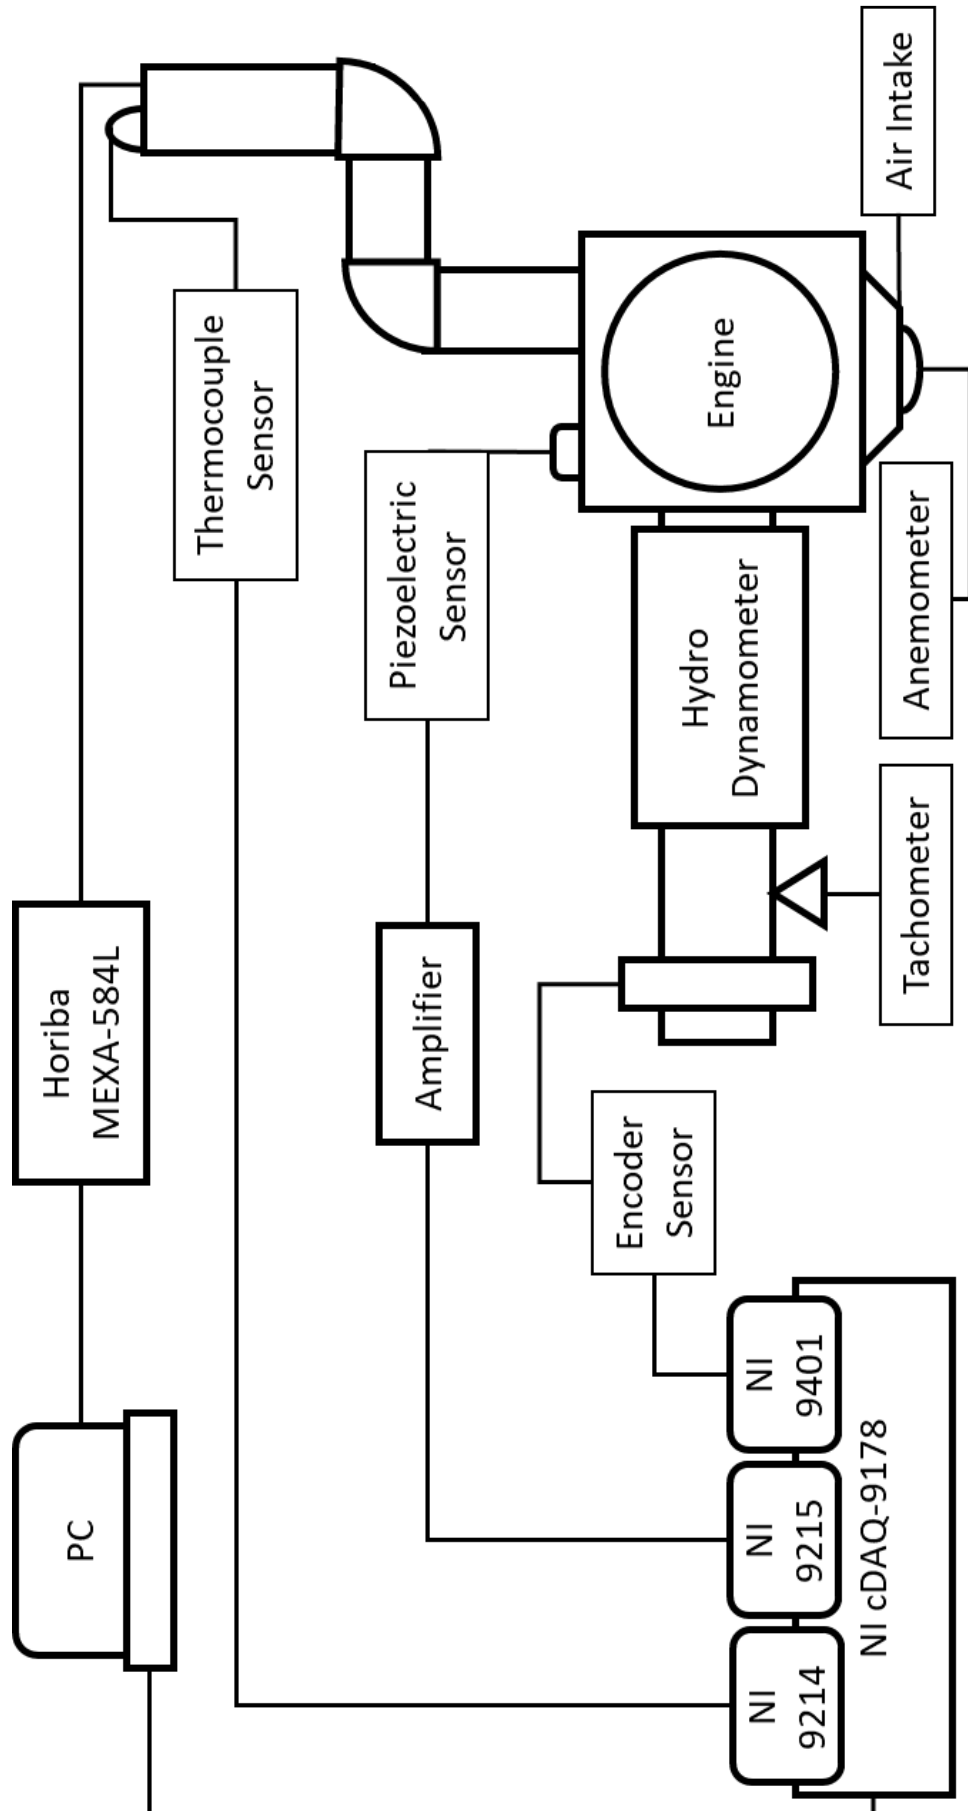 PC
Horiba
MEXA-584L
Thermocouple
Sensor
Amplifier
Piezoelectric
Sensor
Encoder
Sensor
Hydro
Dynamometer
Engine
NI
9214
NI
9215
NI
9401
NI cDAQ-9178
Tachometer
Anemometer
Air Intake